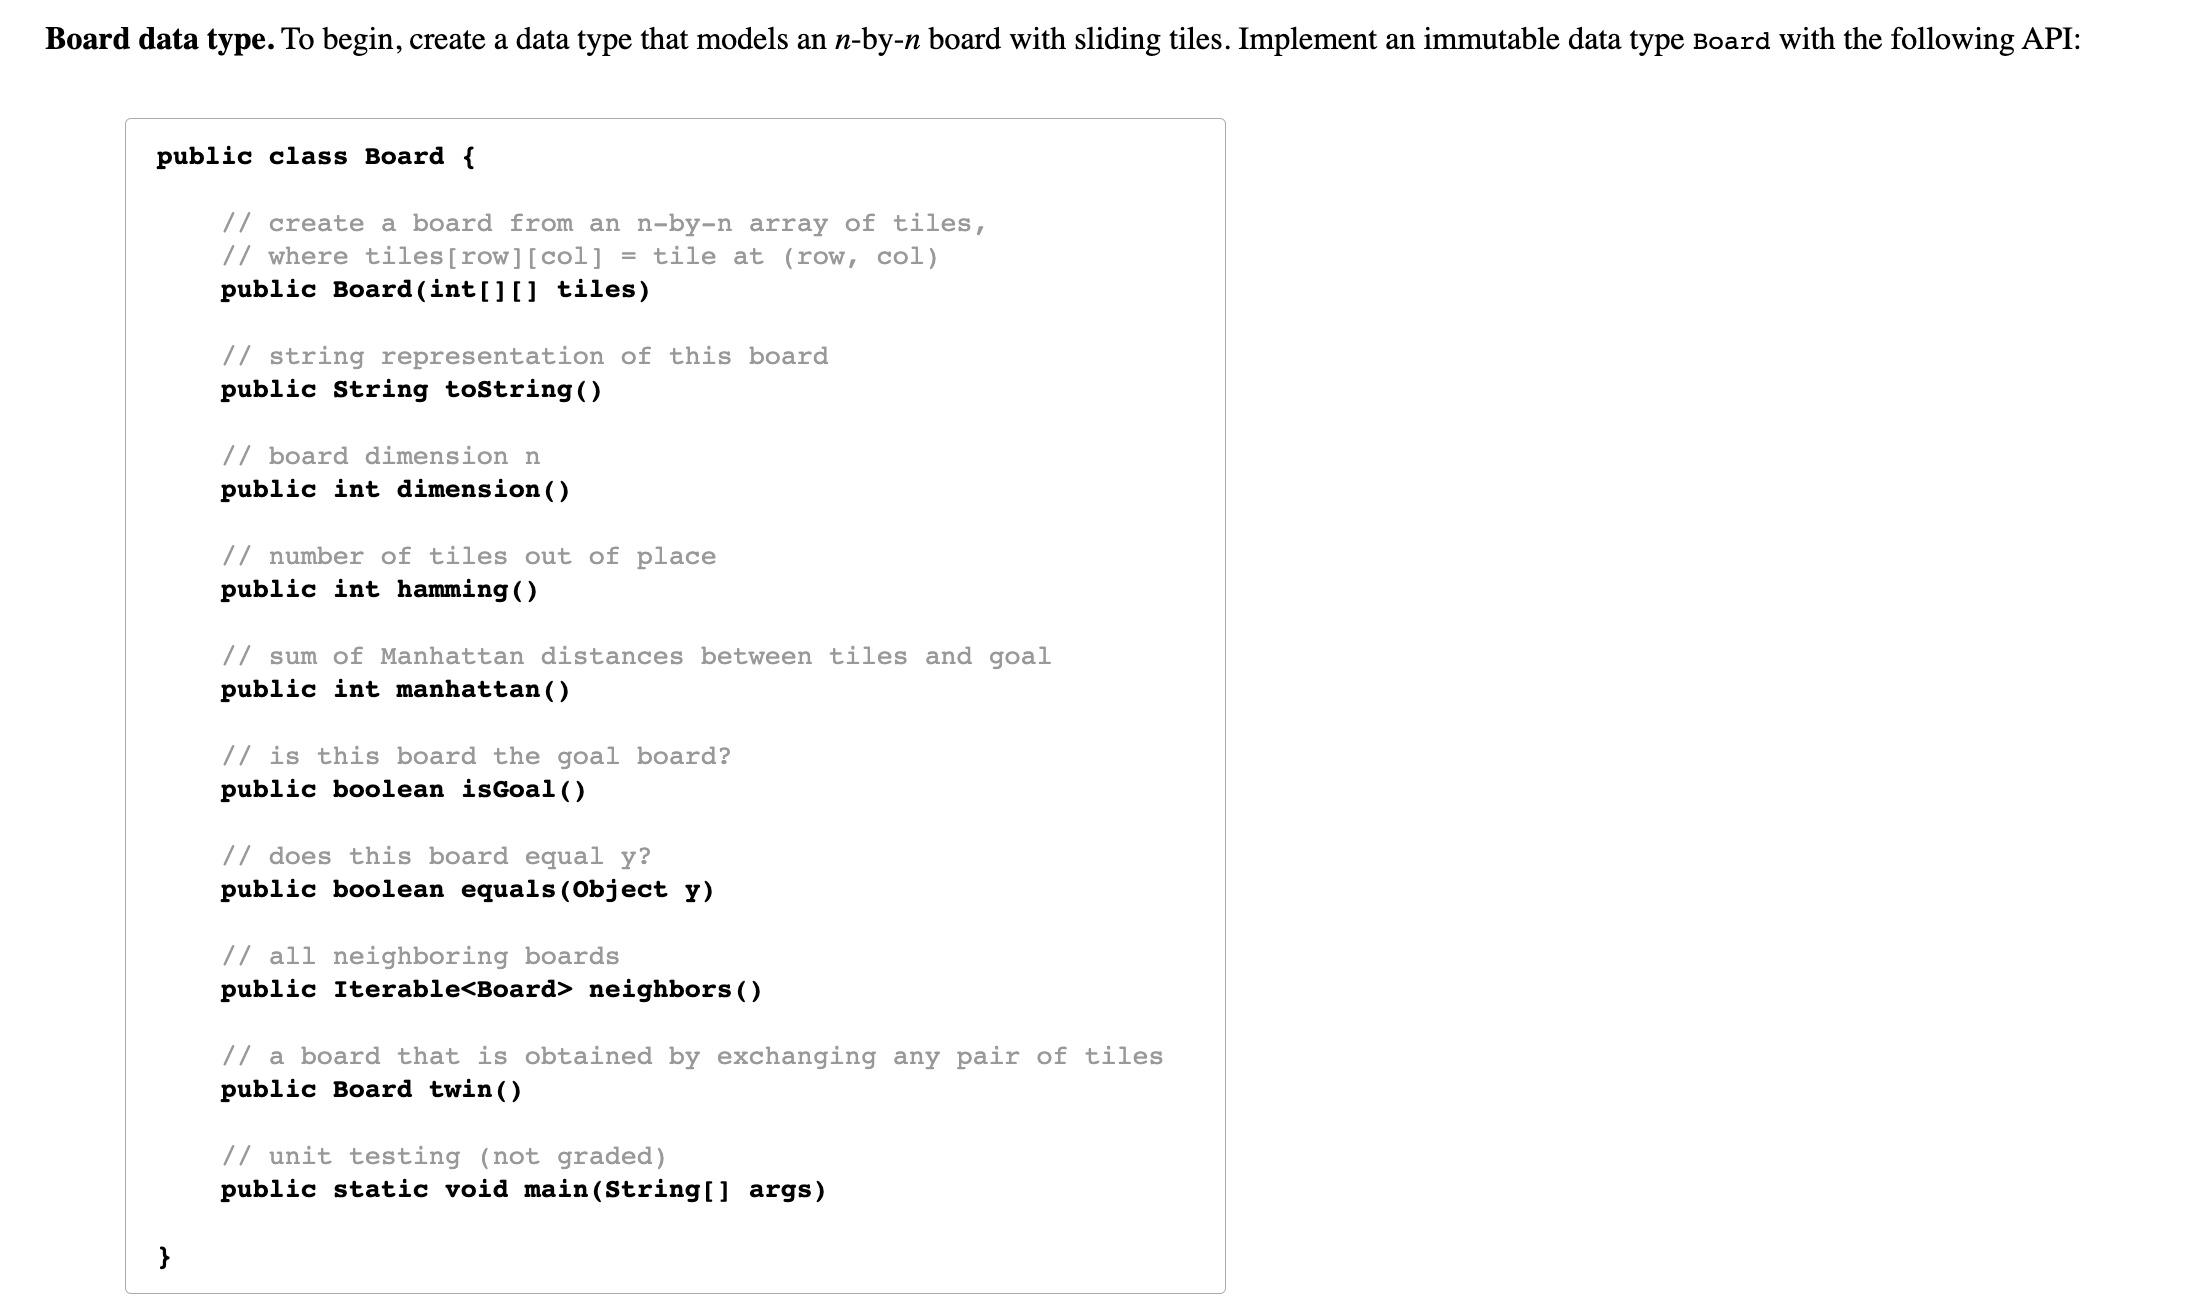 Board data type. To begin, create a data type that models an n-by-n board with sliding tiles. Implement an immutable data type Board with the following API:
public class Board {
// create a board from an n-by-n array of tiles,
// where tiles[row][col] = tile at (row, col)
public Board(int[][] tiles)
// string representation of this board
public String toString()
// board dimension n
public int dimension()
// number of tiles out of place
public int hamming()
// sum of Manhattan distances between tiles and goal
public int manhattan()
// is this board the goal board?
public boolean isGoal()
// does this board equal y?
public boolean equals(Object y)
// all neighboring boards
public Iterable<Board> neighbors()
// a board that is obtained by exchanging any pair of tiles
public Board twin()
// unit testing (not graded)
public static void main(String[] args)
}